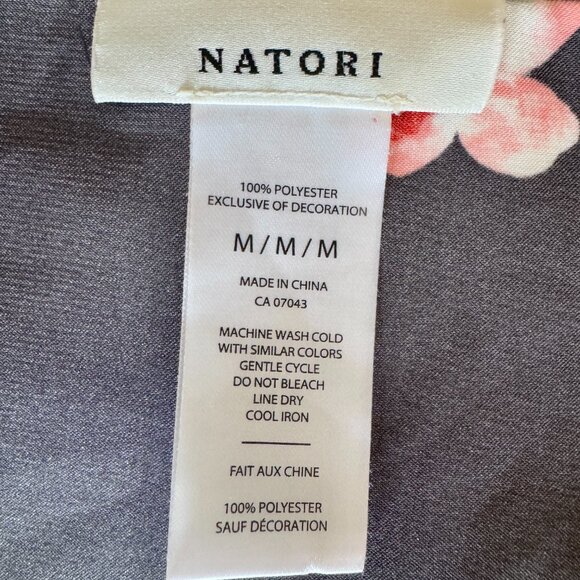 NATORI
100% POLYESTER
EXCLUSIVE OF DECORATION
M / M / M
MADE IN CHINA
CA 07043
MACHINE WASH COLD
WITH SIMILAR COLORS
GENTLE CYCLE
DO NOT BLEACH
LINE DRY
COOL IRON
FAIT AUX CHINE
100% POLYESTER
SAUF DÉCORATION